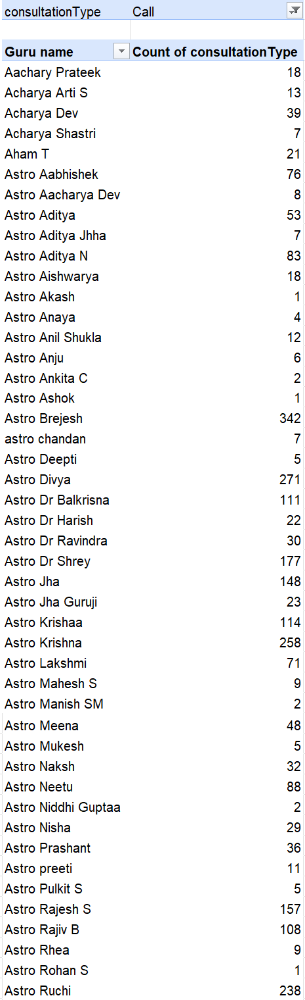 consultationType Call
Guru name Count of consultationType
Aachary Prateek 18
Acharya Arti S 13
Acharya Dev 39
Acharya Shastri 7
Aham T 21
Astro Aabhishek 76
Astro Aacharya Dev 8
Astro Aditya 53
Astro Aditya Jhha 7
Astro Aditya N 83
Astro Aishwarya 18
Astro Akash 1
Astro Anaya 4
Astro Anil Shukla 12
Astro Anju 6
Astro Ankita C 2
Astro Ashok 1
Astro Brejesh 342
astro chandan 7
Astro Deepti 5
Astro Divya 271
Astro Dr Balkrisna 111
Astro Dr Harish 22
Astro Dr Ravindra 30
Astro Dr Shrey 177
Astro Jha 148
Astro Jha Guruji 23
Astro Krishaa 114
Astro Krishna 258
Astro Lakshmi 71
Astro Mahesh S 9
Astro Manish SM 2
Astro Meena 48
Astro Mukesh 5
Astro Naksh 32
Astro Neetu 88
Astro Niddhi Guptaa 2
Astro Nisha 29
Astro Prashant 36
Astro preeti 11
Astro Pulkit S 5
Astro Rajesh S 157
Astro Rajiv B 108
Astro Rhea 9
Astro Rohan S 1
Astro Ruchi 238